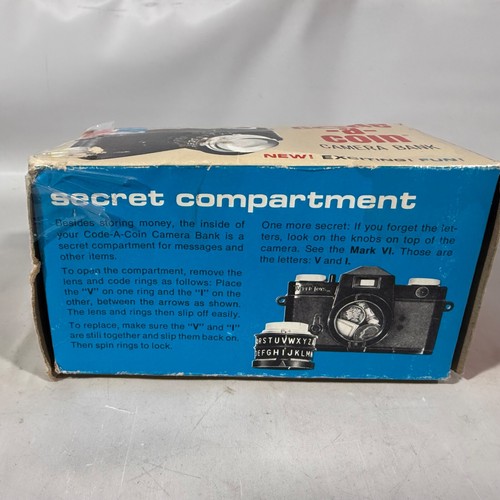 -a-
COIN
CAMERA BANK
NEW! EXCITING! FUN!
secret compartment
Besides storing money, the inside of
your Code-A-Coin Camera Bank is a
secret compartment for messages and
other items.
To open the compartment, remove the
lens and code rings as follows: Place
the "V" on one ring and the "I" on the
other, between the arrows as shown.
The lens and rings then slip off easily.
To replace, make sure the "V" and "I"
are still together and slip them back on.
Then spin rings to lock.
One more secret: If you forget the let-
ters, look on the knobs on top of the
camera. See the Mark VI. Those are
the letters: V and I.
QRSTUVWXYZ
DEFGHIJKLM